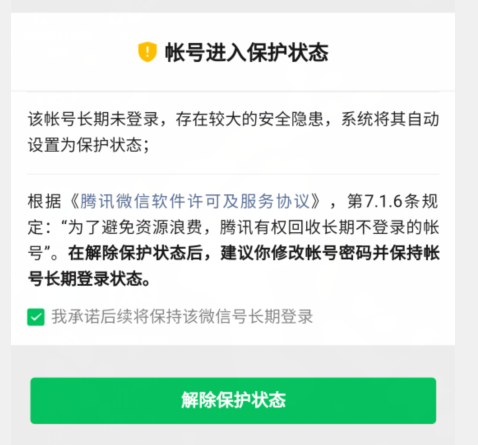 帐号进入保护状态
该帐号长期未登录，存在较大的安全隐患，系统将其自动
设置为保护状态；
根据《腾讯微信软件许可及服务协议》，第7.1.6条规
定：“为了避免资源浪费，腾讯有权回收长期不登录的帐
号”。在解除保护状态后，建议你修改帐号密码并保持帐
号长期登录状态。
我承诺后续将保持该微信号长期登录
解除保护状态